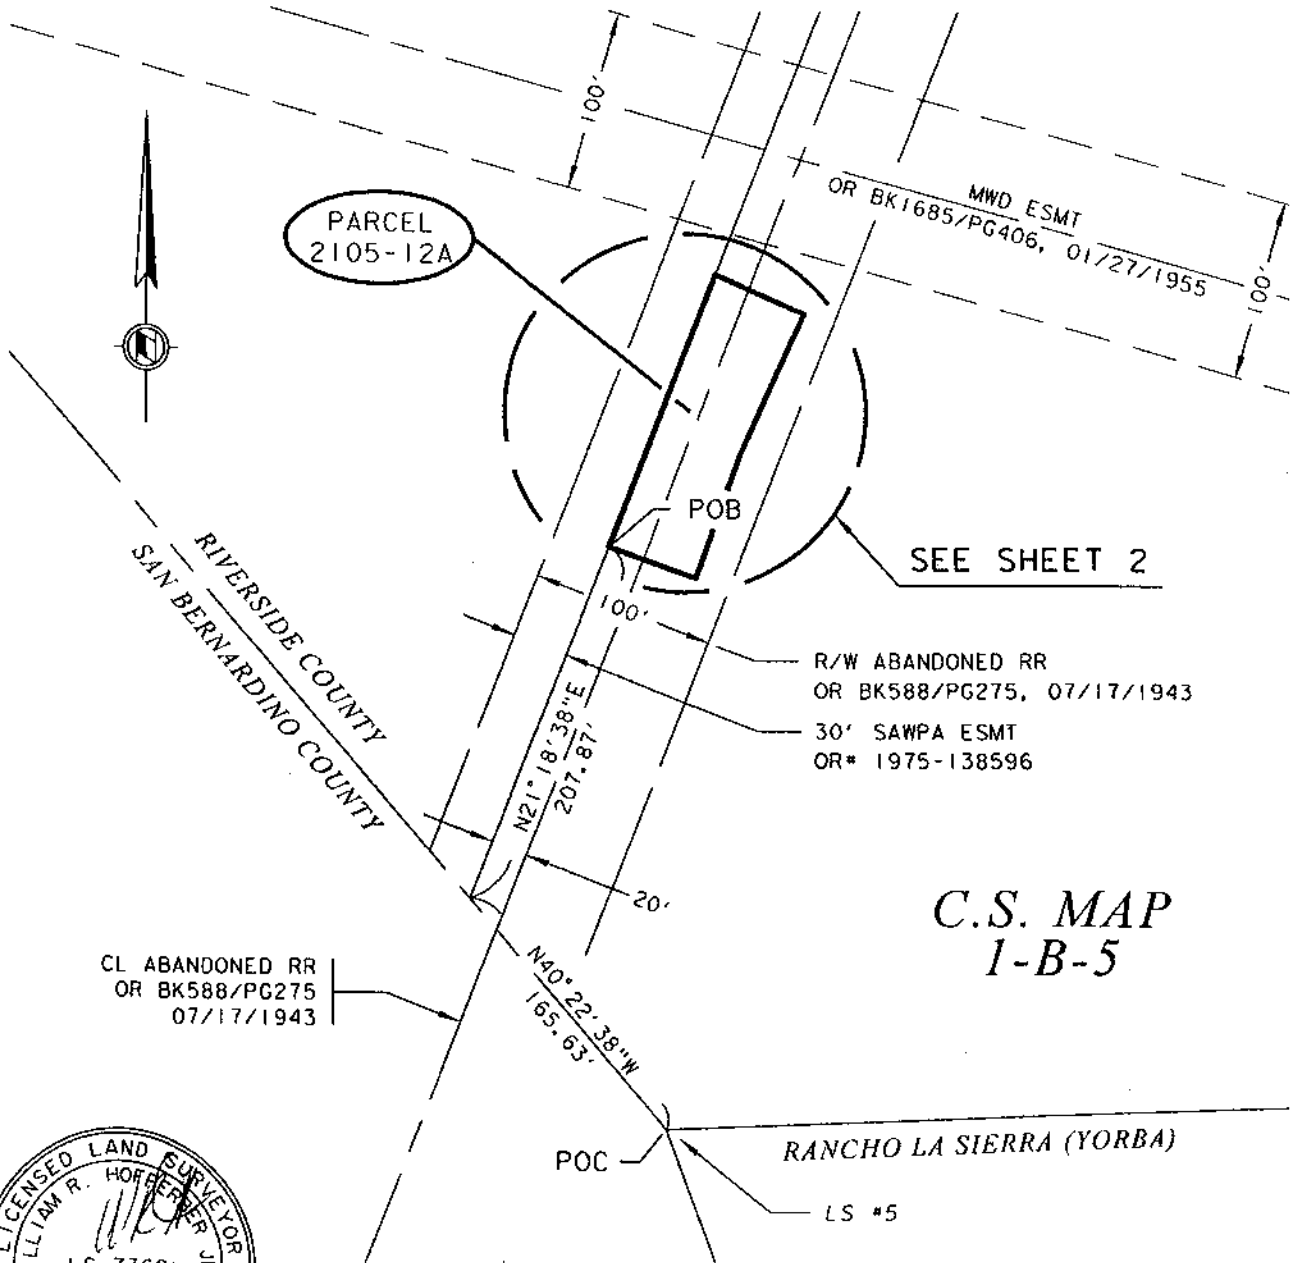 100'
MWD ESMT
OR BK1685/PG406, 01/27/1955
100'
PARCEL
2105-12A
POB
SEE SHEET 2
RIVERSIDE COUNTY
SAN BERNARDINO COUNTY
100'
R/W ABANDONED RR
OR BK588/PG275, 07/17/1943
30' SAWPA ESMT
OR# 1975-138596
N21°18'38"E
207.87'
20'
C.S. MAP
1-B-5
CL ABANDONED RR
OR BK588/PG275
07/17/1943
N40°22'38"W
165.63'
POC
RANCHO LA SIERRA (YORBA)
LS #5
LICENSED LAND SURVEYOR
R.
LS